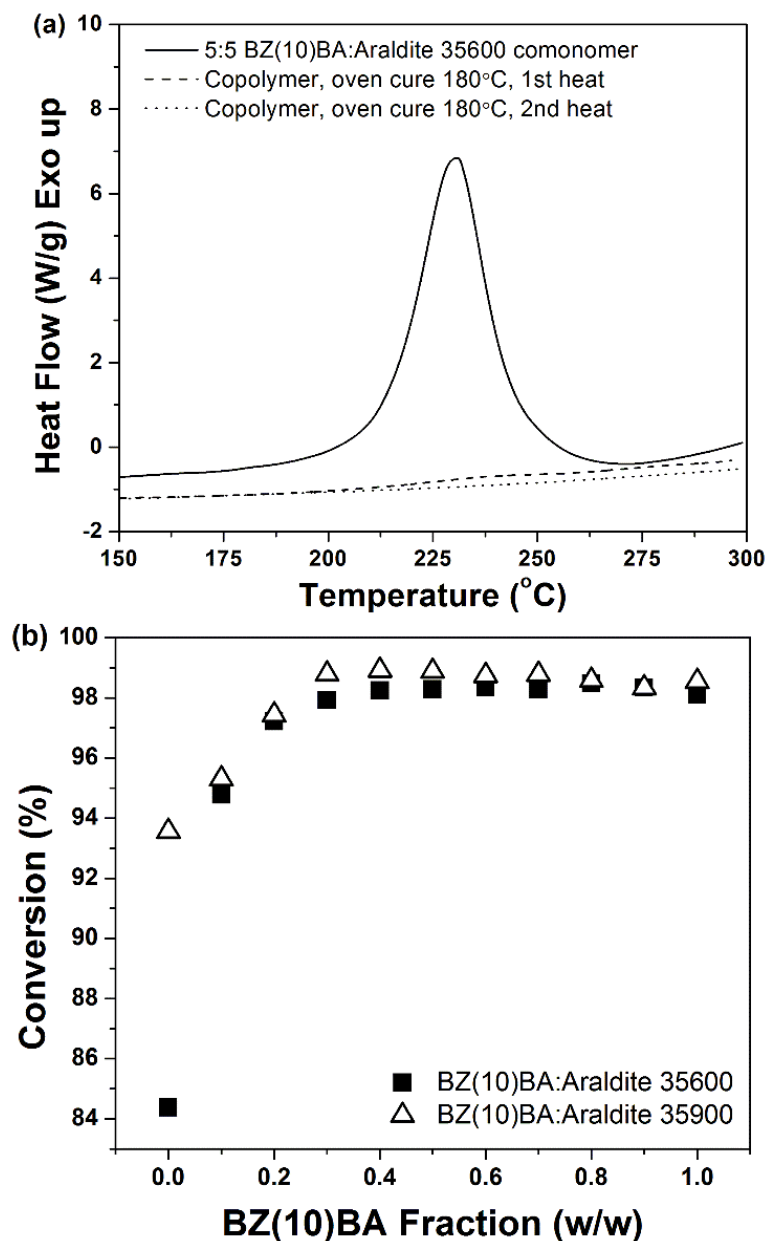 (a)
10
8
6
4
2
0
-2
Heat Flow (W/g) Exo up
5:5 BZ(10)BA:Araldite 35600 comonomer
Copolymer, oven cure 180°C, 1st heat
Copolymer, oven cure 180°C, 2nd heat
150 175 200 225 250 275 300
Temperature (°C)
(b)
100
98
96
94
92
90
88
86
84
Conversion (%)
BZ(10)BA:Araldite 35600
BZ(10)BA:Araldite 35900
0.0 0.2 0.4 0.6 0.8 1.0
BZ(10)BA Fraction (w/w)